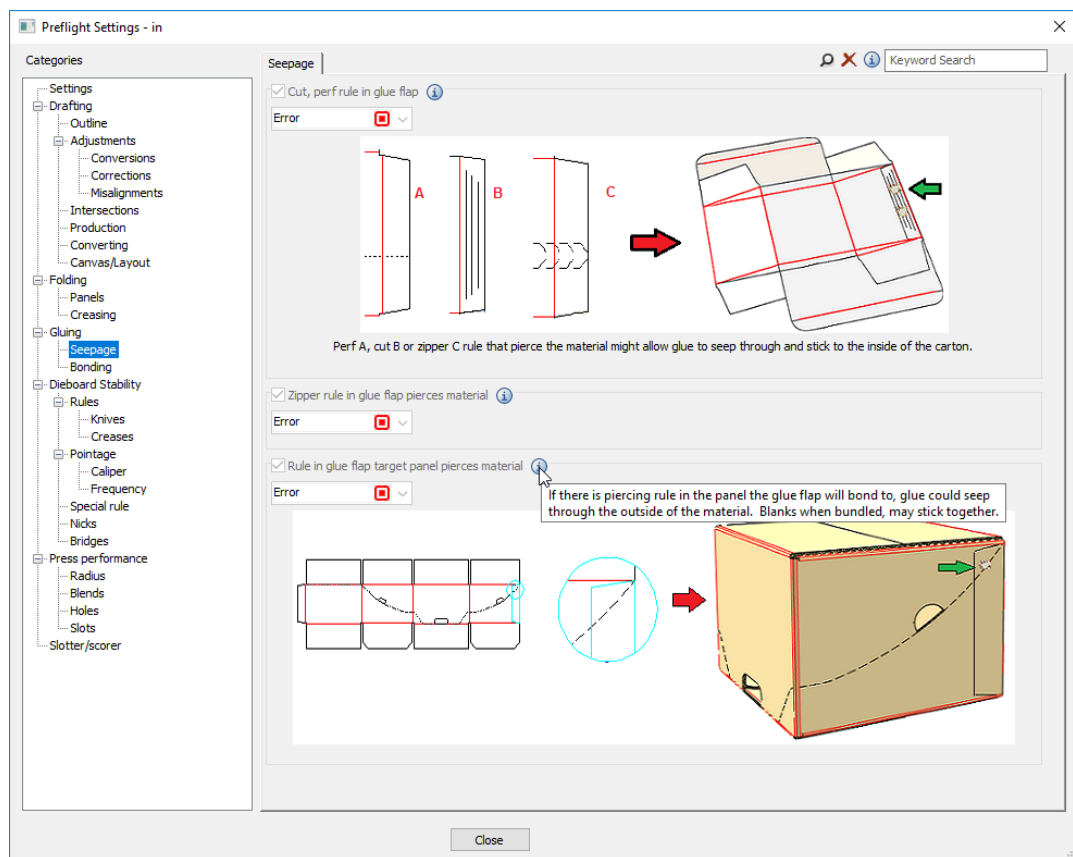 Preflight Settings - in
Categories
Settings
Drafting
Outline
Adjustments
Conversions
Corrections
Misalignments
Intersections
Production
Converting
Canvas/Layout
Folding
Panels
Creasing
Gluing
Seepage
Bonding
Dieboard Stability
Rules
Knives
Creases
Pointage
Caliper
Frequency
Special rule
Nicks
Bridges
Press performance
Radius
Blends
Holes
Slots
Slotter/scorer
Seepage
Keyword Search
Cut, perf rule in glue flap
Error
A
B
C
Perf A, cut B or zipper C rule that pierce the material might allow glue to seep through and stick to the inside of the carton.
Zipper rule in glue flap pierces material
Error
Rule in glue flap target panel pierces material
Error
If there is piercing rule in the panel the glue flap will bond to, glue could seep
through the outside of the material.  Blanks when bundled, may stick together.
Close